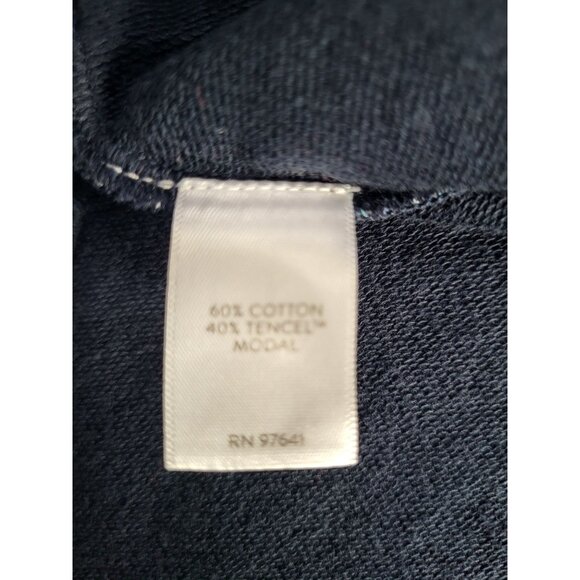 60% COTTON
40% TENCEL™
MODAL
RN 97641